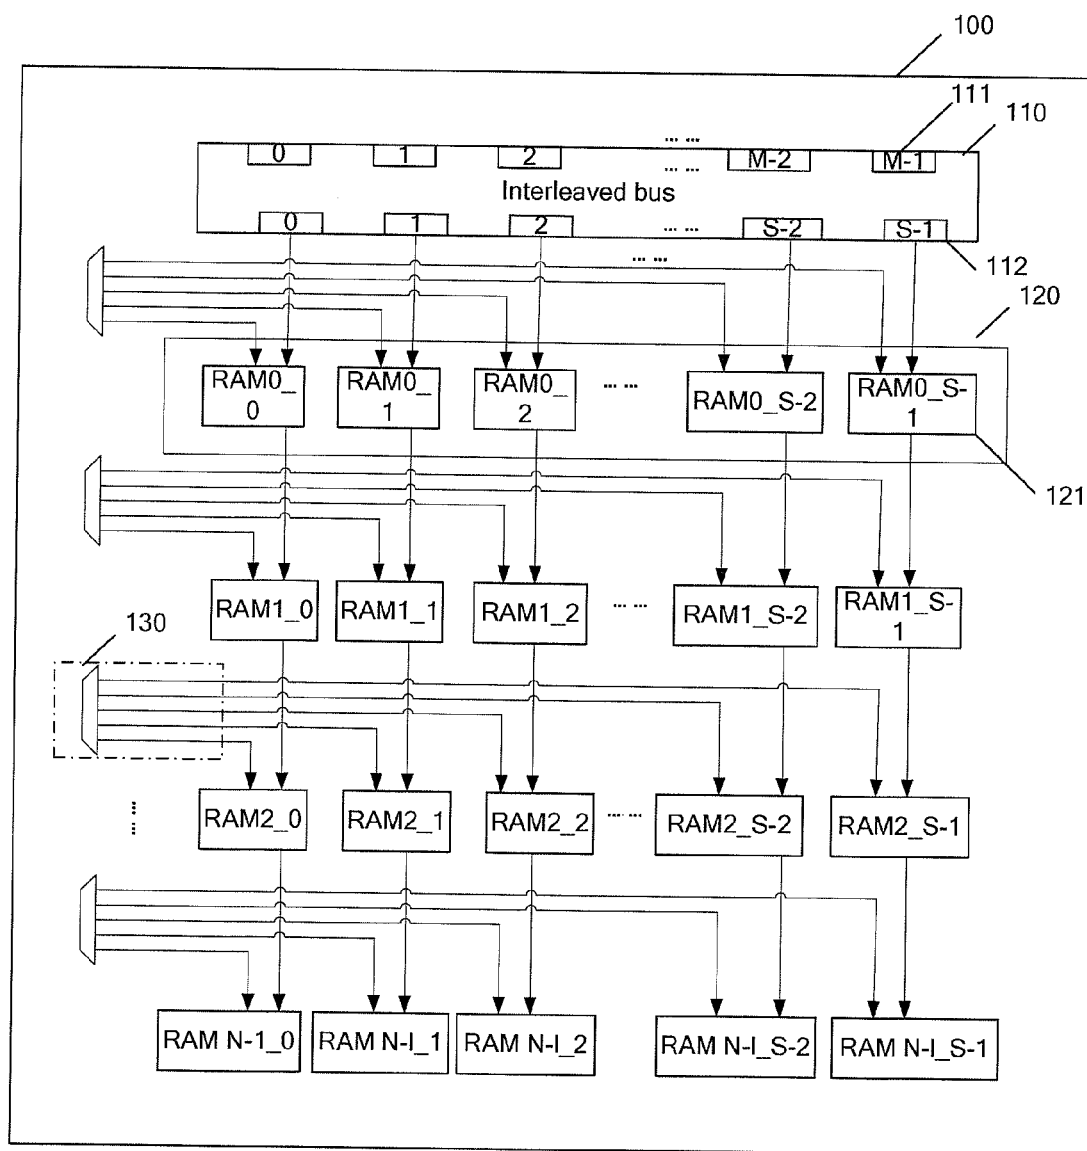 100
111
110
0 1 2 ... ... M-2 M-1
... ...
Interleaved bus
0 1 2 ... ... S-2 S-1
... ...
112
120
RAM0_
0
RAM0_
1
RAM0_
2
... ...
RAM0_S-2
RAM0_S-
1
121
RAM1_0 RAM1_1 RAM1_2 ... ... RAM1_S-2
RAM1_S-
1
130
RAM2_0 RAM2_1 RAM2_2 ... ... RAM2_S-2 RAM2_S-1
... ...
RAM N-1_0 RAM N-I_1 RAM N-I_2 RAM N-I_S-2 RAM N-I_S-1